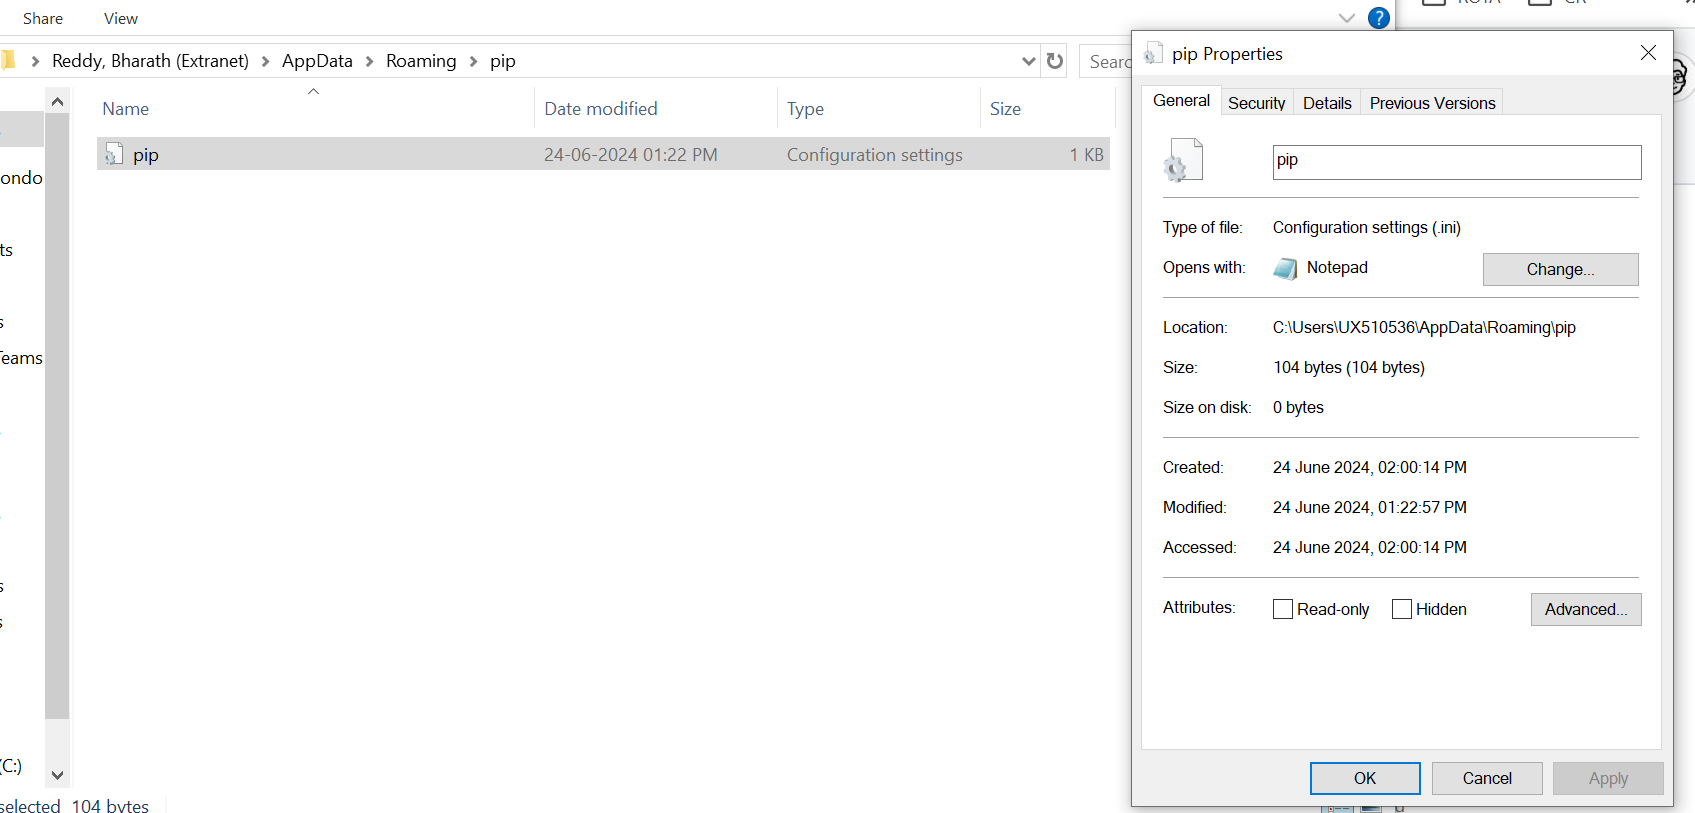 Share View
Reddy, Bharath (Extranet) AppData Roaming pip
Searc
Name Date modified Type Size
pip 24-06-2024 01:22 PM Configuration settings 1 KB
ondo
ts
s
Teams
s
s
(C:)
selected 104 bytes
?
pip Properties
General Security Details Previous Versions
pip
Type of file: Configuration settings (.ini)
Opens with: Notepad Change...
Location: C:\Users\UX510536\AppData\Roaming\pip
Size: 104 bytes (104 bytes)
Size on disk: 0 bytes
Created: 24 June 2024, 02:00:14 PM
Modified: 24 June 2024, 01:22:57 PM
Accessed: 24 June 2024, 02:00:14 PM
Attributes: Read-only Hidden Advanced...
OK Cancel Apply